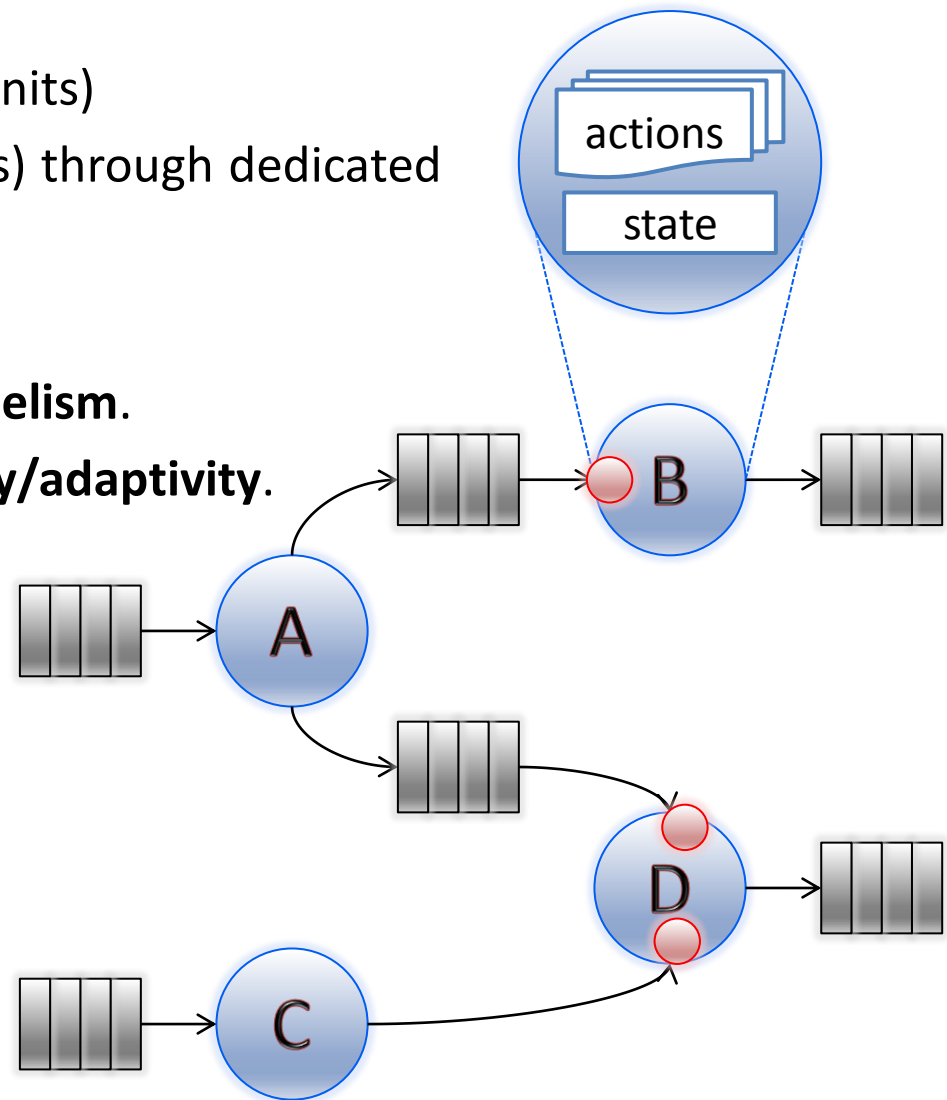 nits)
s) through dedicated
elism.
y/adaptivity.
actions
state
B
A
D
C